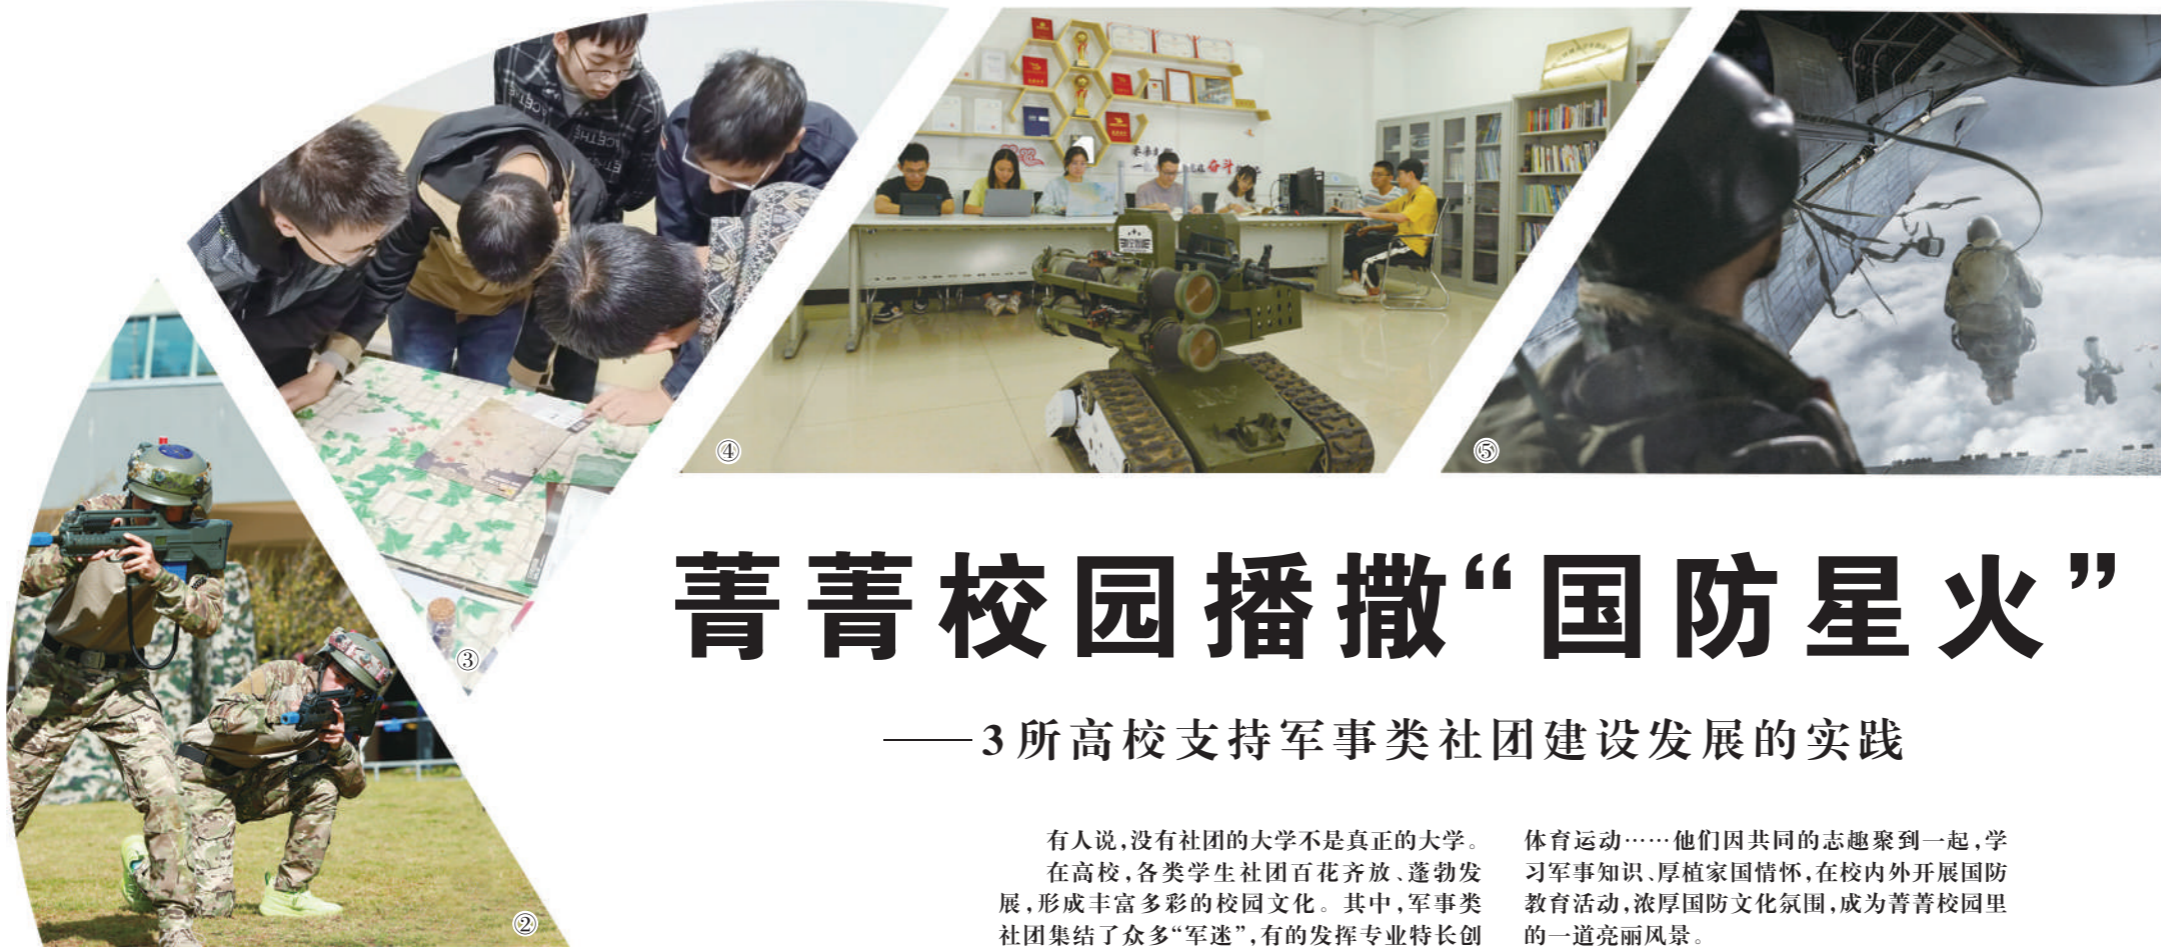 ④
⑤
③
②
奋斗
菁菁校园播撒“国防星火”
——3所高校支持军事类社团建设发展的实践
有人说，没有社团的大学不是真正的大学。
在高校，各类学生社团百花齐放、蓬勃发
展，形成丰富多彩的校园文化。其中，军事类
社团集结了众多“军迷”，有的发挥专业特长创
体育运动……他们因共同的志趣聚到一起，学
习军事知识、厚植家国情怀，在校内外开展国防
教育活动，浓厚国防文化氛围，成为菁菁校园里
的一道亮丽风景。